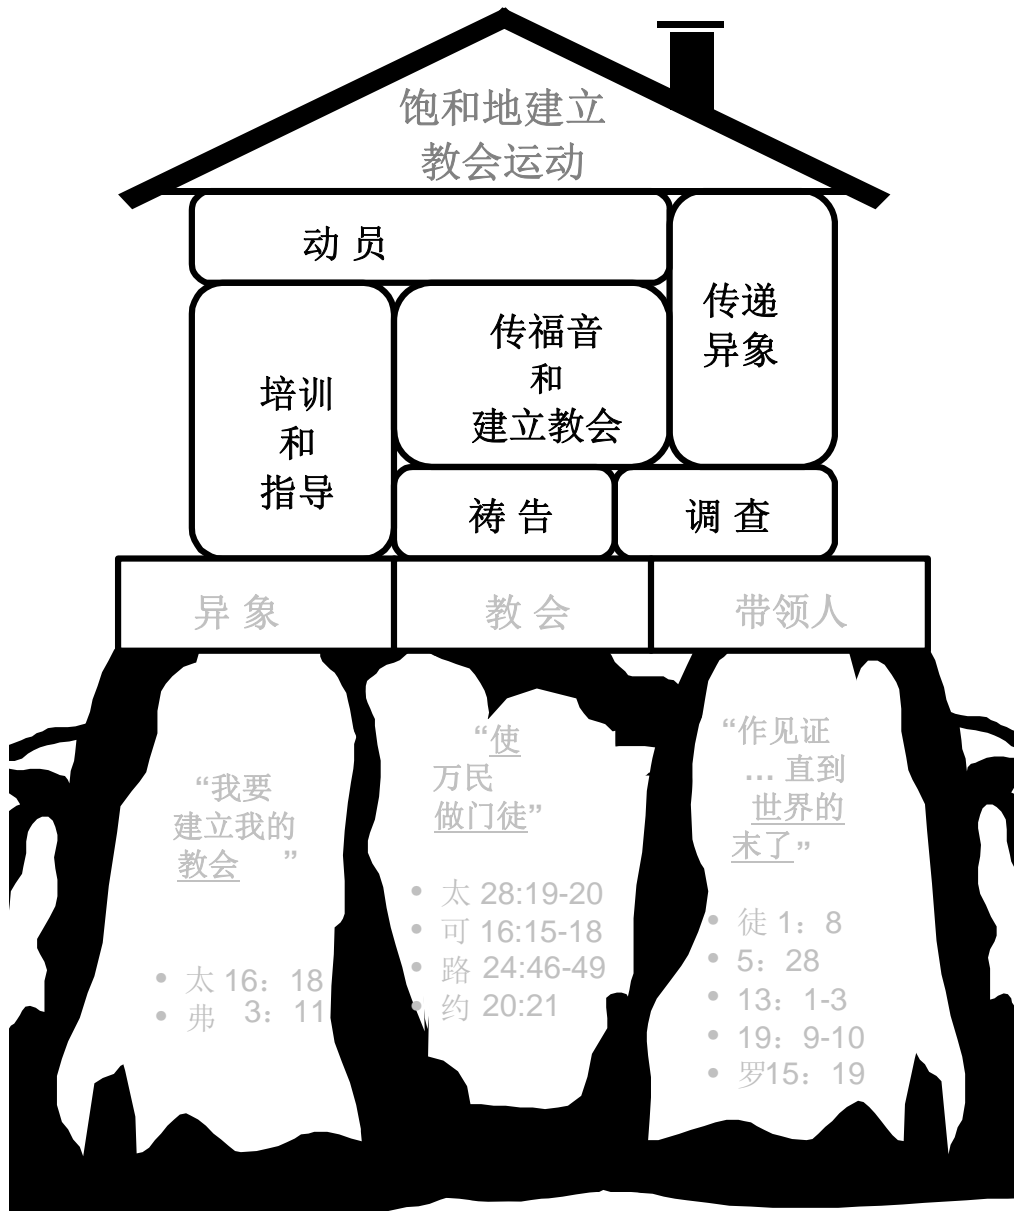 饱和地建立
教会运动
动 员
传递
异象
传福音
和
建立教会
培训
和
指导
祷 告
调 查
异 象
教 会
带领人
“我要
建立我的
教会 ”
• 太 16：18
• 弗 3：11
“使
万民
做门徒”
• 太 28:19-20
• 可 16:15-18
• 路 24:46-49
• 约 20:21
“作见证
... 直到
世界的
末了”
• 徒 1：8
• 5：28
• 13：1-3
• 19：9-10
• 罗15：19